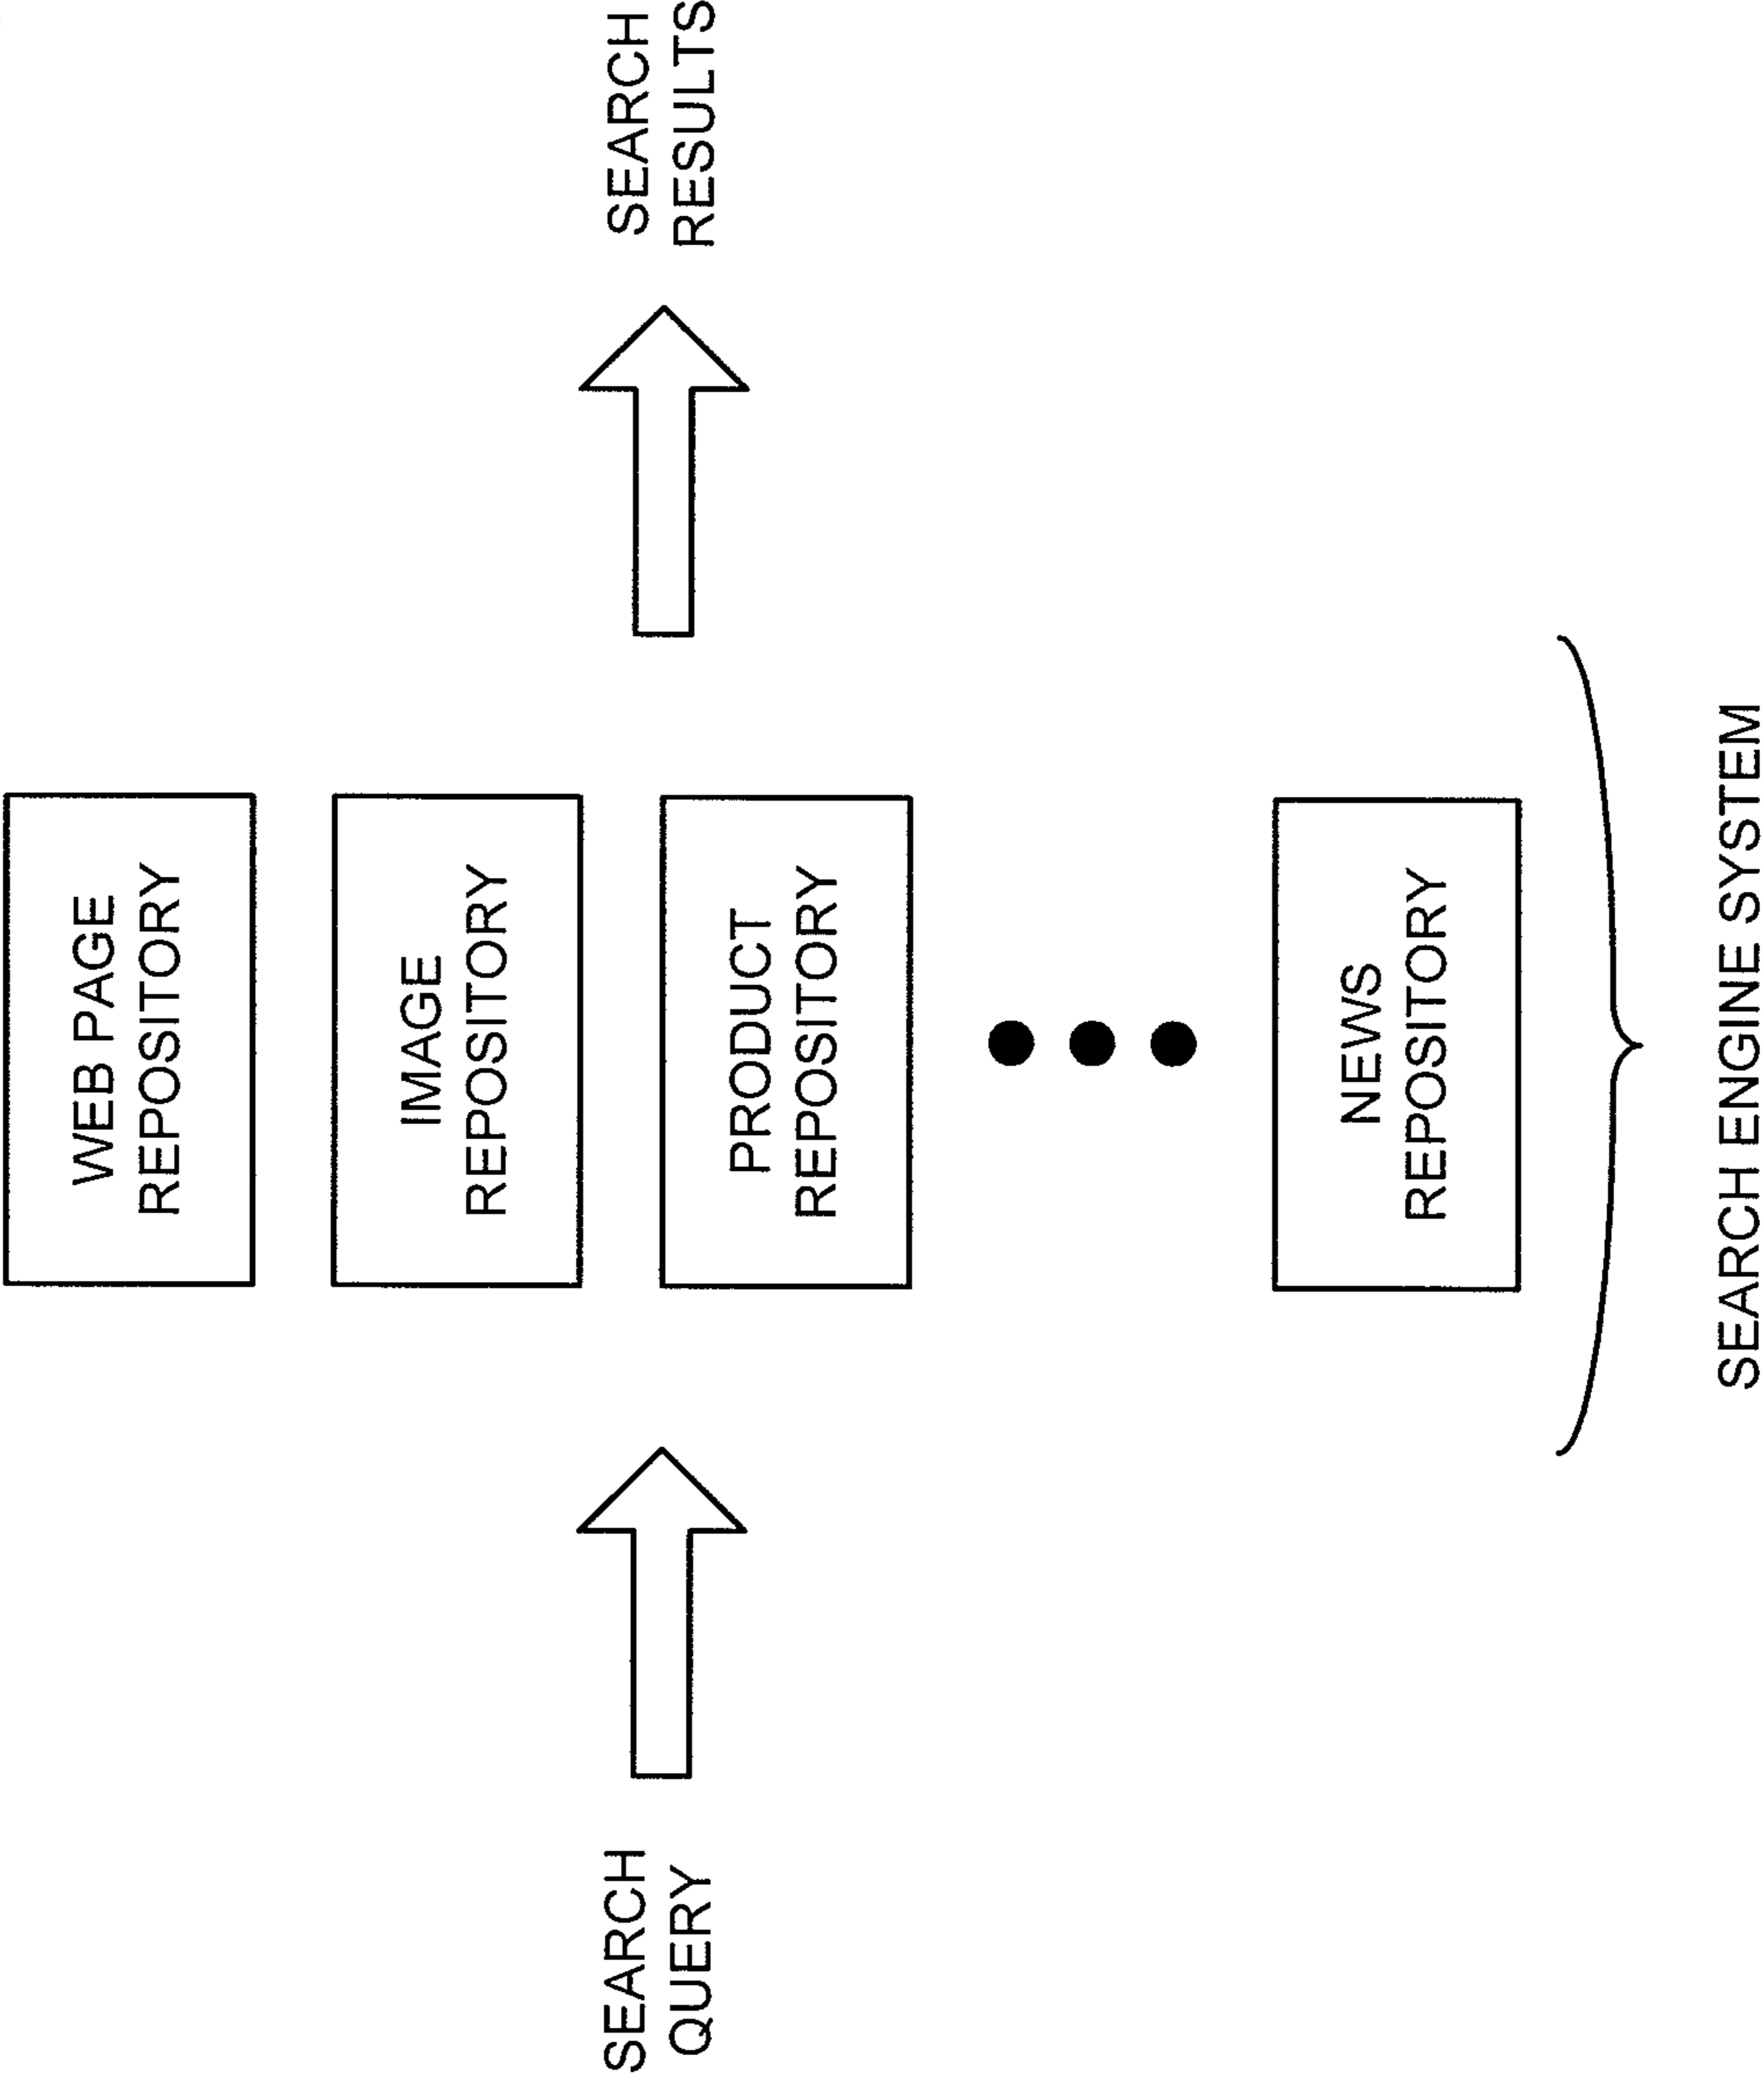 SEARCH
QUERY
WEB PAGE
REPOSITORY
IMAGE
REPOSITORY
PRODUCT
REPOSITORY
NEWS
REPOSITORY
SEARCH
RESULTS
SEARCH ENGINE SYSTEM